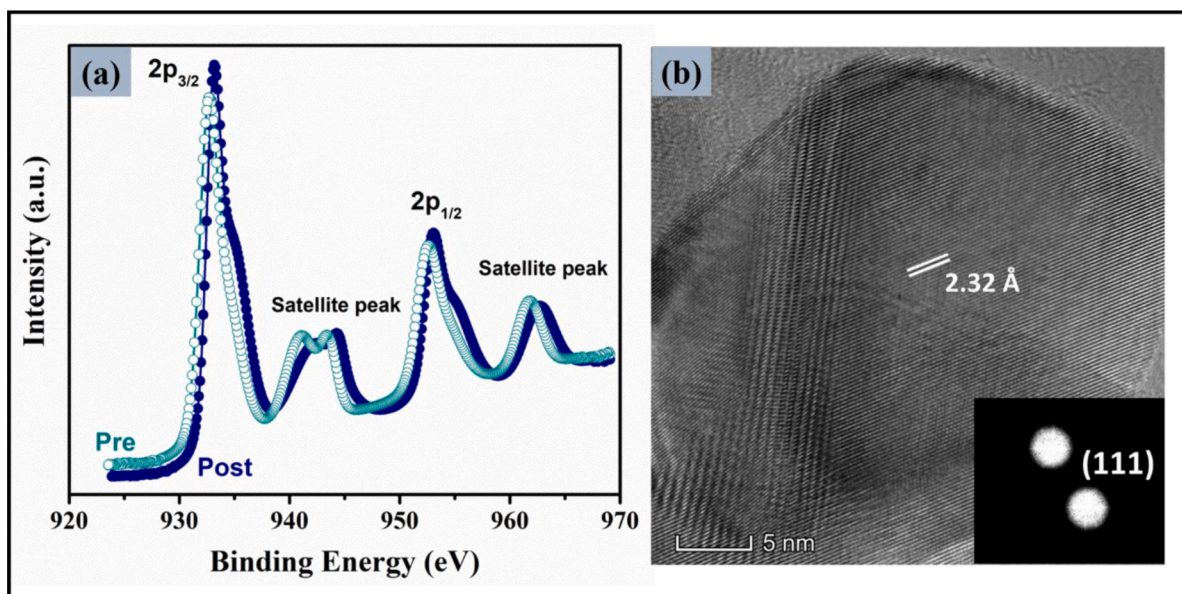 (a)
2p3/2
2p1/2
Satellite peak
Satellite peak
Pre
Post
Intensity (a.u.)
920 930 940 950 960 970
Binding Energy (eV)
(b)
2.32 Å
(111)
5 nm